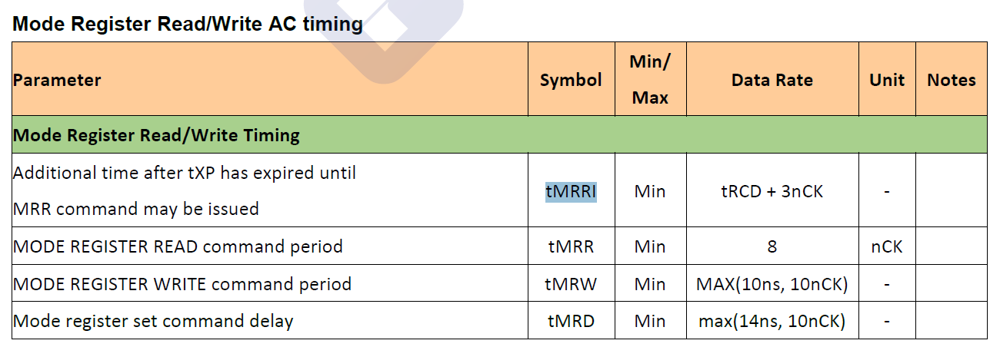 Mode Register Read/Write AC timing
Parameter
Symbol
Min/
Max
Data Rate
Unit
Notes
Mode Register Read/Write Timing
Additional time after tXP has expired until
MRR command may be issued
tMRRI
Min
tRCD + 3nCK
-
MODE REGISTER READ command period
tMRR
Min
8
nCK
MODE REGISTER WRITE command period
tMRW
Min
MAX(10ns, 10nCK)
-
Mode register set command delay
tMRD
Min
max(14ns, 10nCK)
-